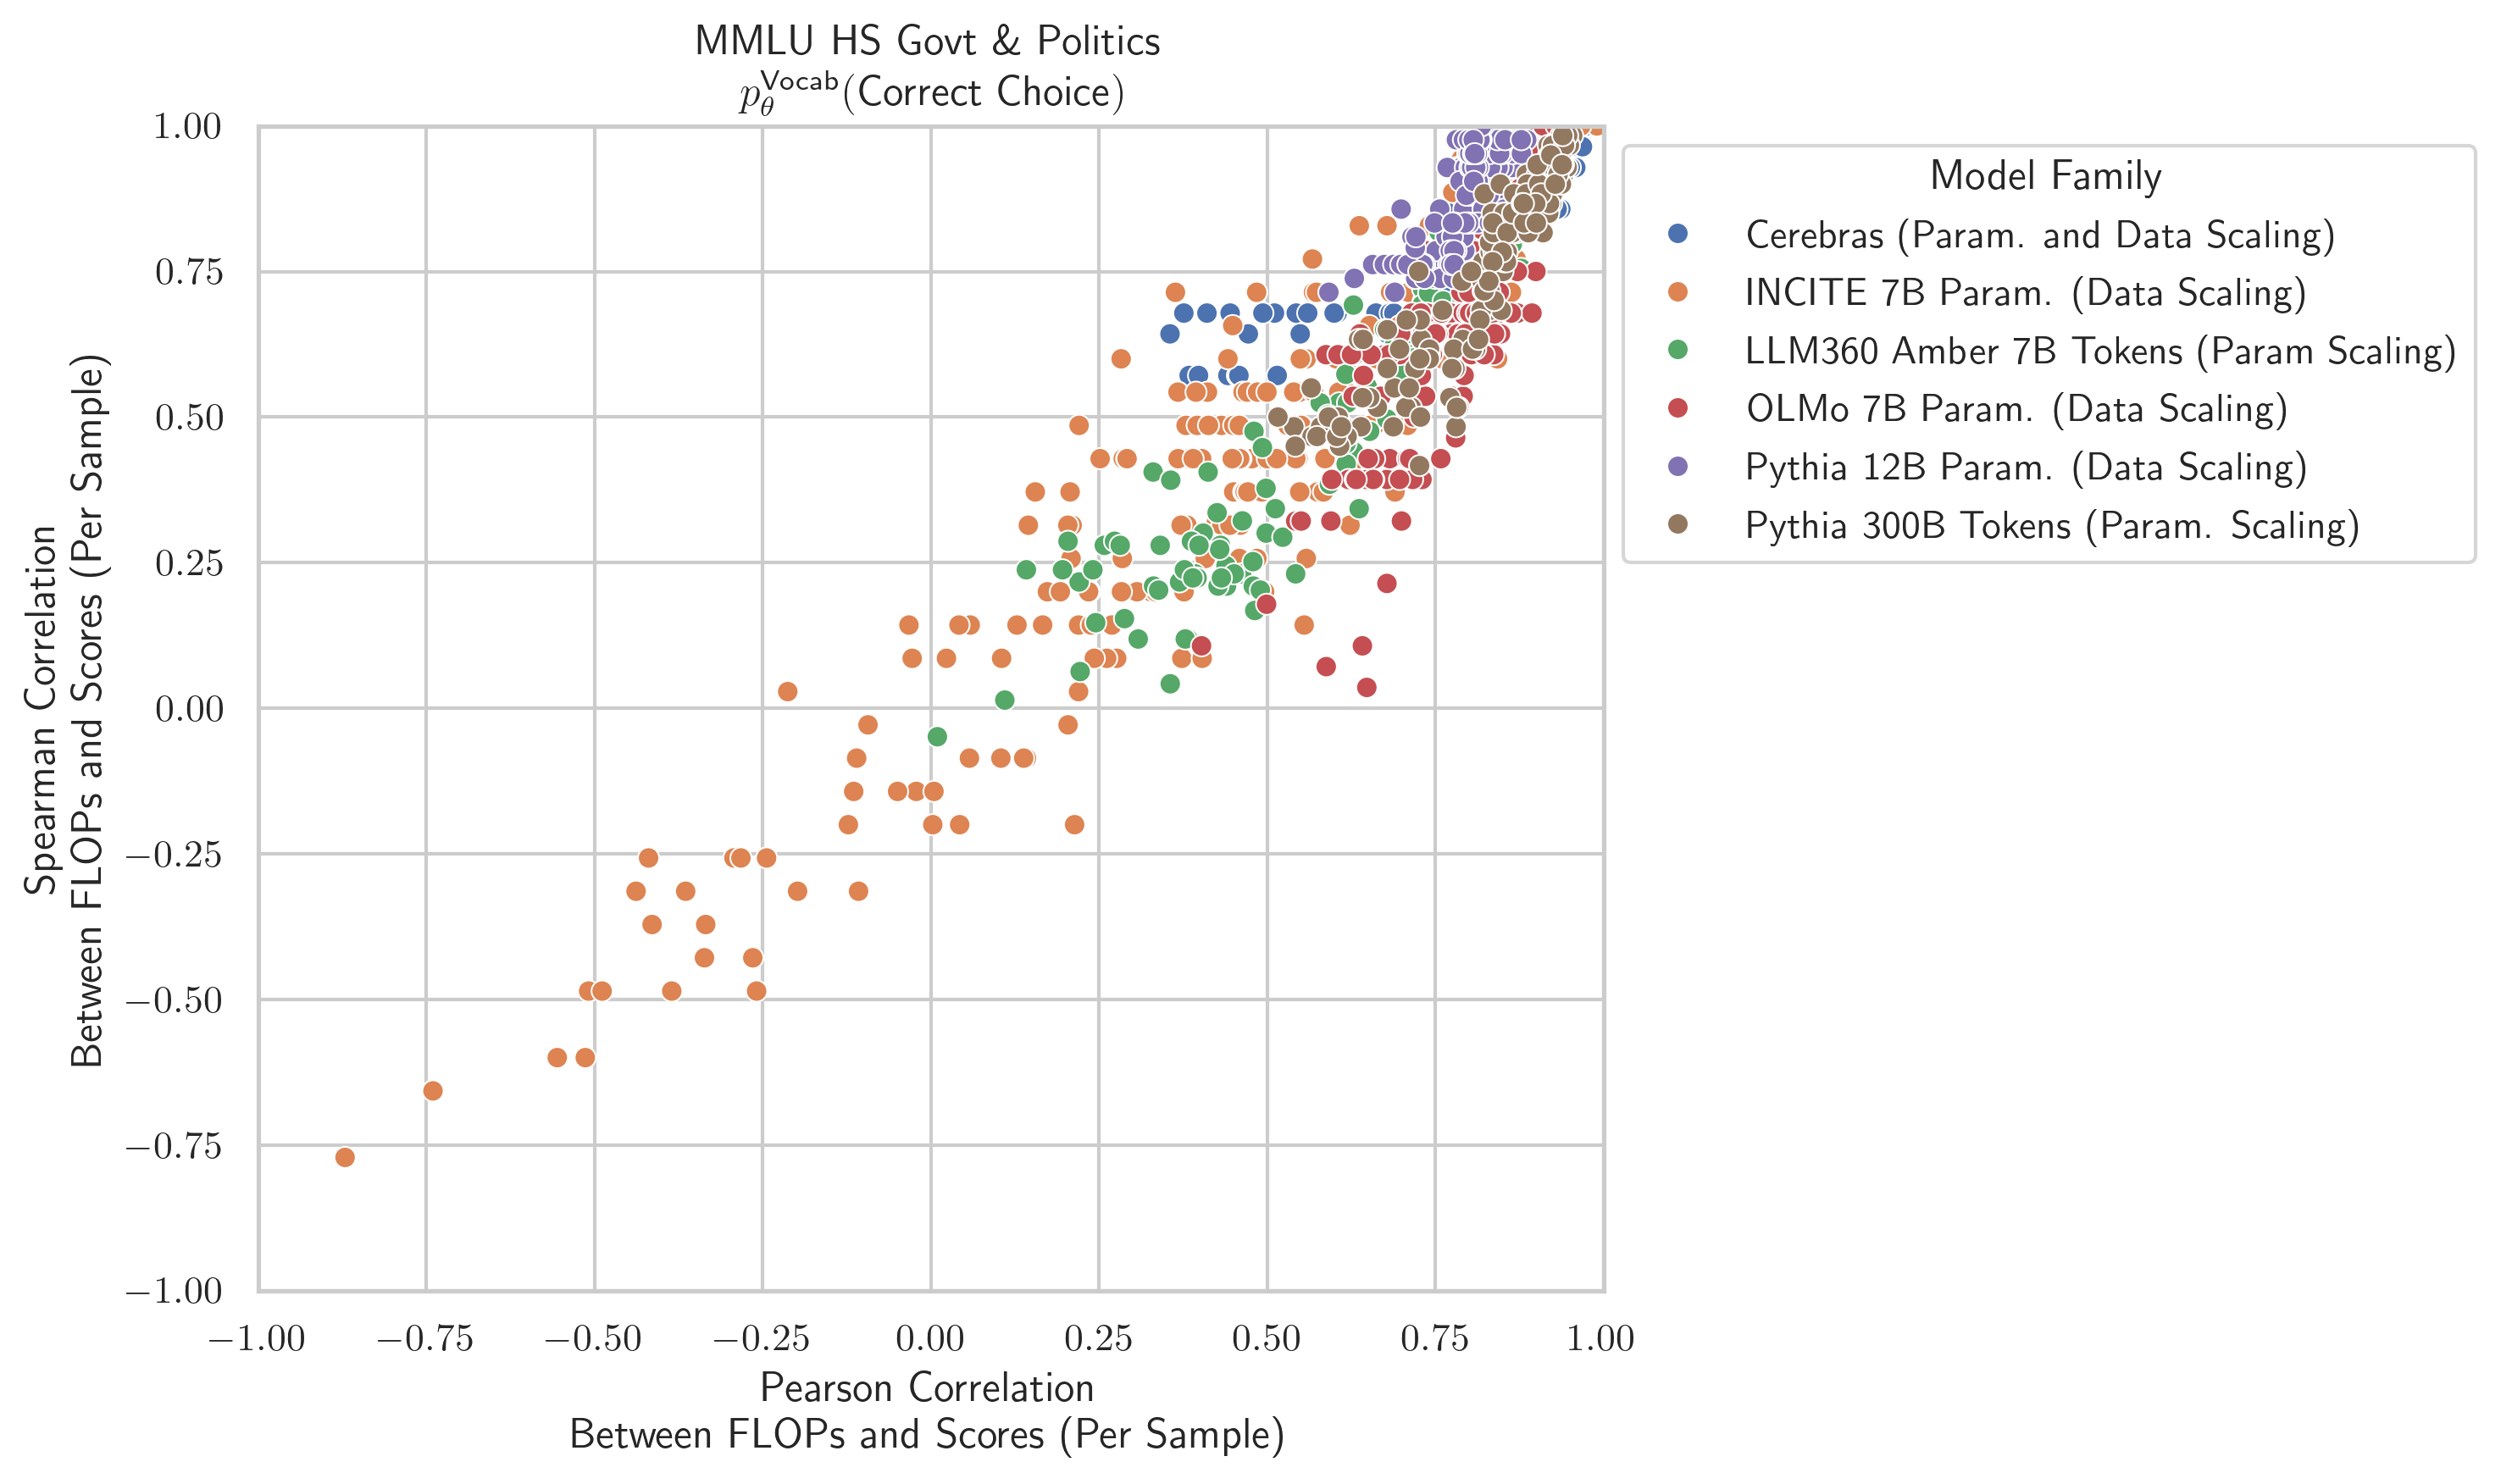 MMLU HS Govt & Politics
p_θ^Vocab(Correct Choice)
1.00
0.75
0.50
0.25
0.00
−0.25
−0.50
−0.75
−1.00
Spearman Correlation
Between FLOPs and Scores (Per Sample)
−1.00
−0.75
−0.50
−0.25
0.00
0.25
0.50
0.75
1.00
Pearson Correlation
Between FLOPs and Scores (Per Sample)
Model Family
Cerebras (Param. and Data Scaling)
INCITE 7B Param. (Data Scaling)
LLM360 Amber 7B Tokens (Param Scaling)
OLMo 7B Param. (Data Scaling)
Pythia 12B Param. (Data Scaling)
Pythia 300B Tokens (Param. Scaling)